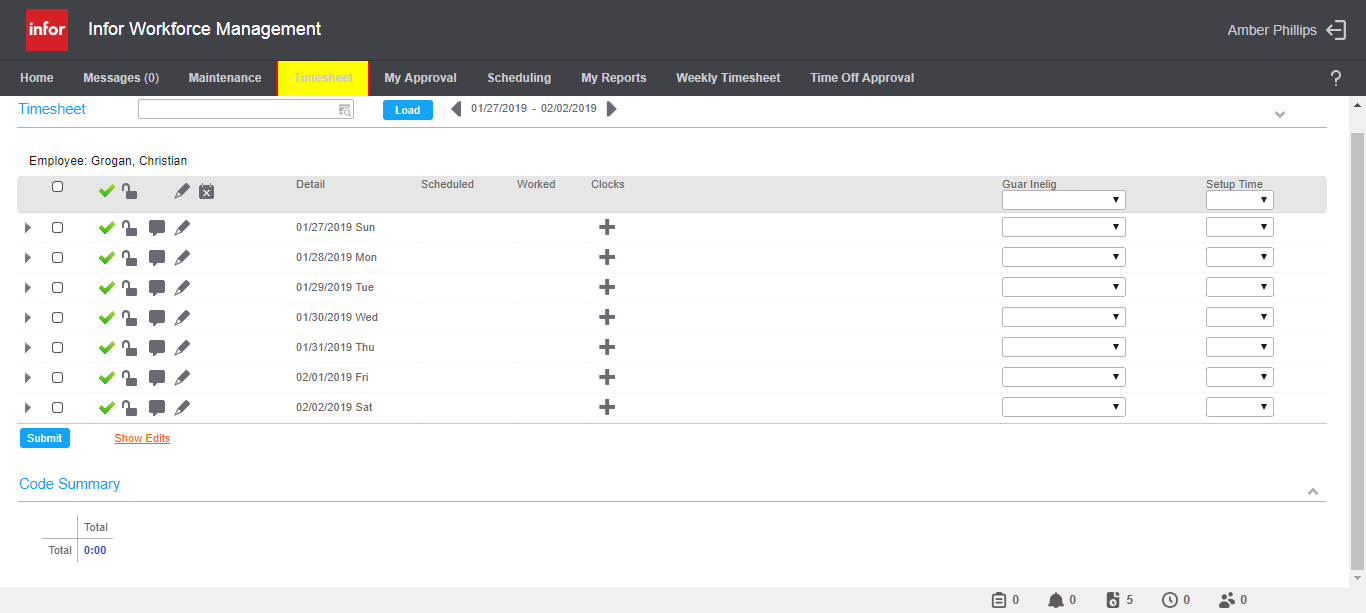 infor Infor Workforce Management Amber Phillips
Home Messages (0) Maintenance Timesheet My Approval Scheduling My Reports Weekly Timesheet Time Off Approval ?
Timesheet Load 01/27/2019 - 02/02/2019
Employee: Grogan, Christian
Detail Scheduled Worked Clocks Guar Inelig Setup Time
01/27/2019 Sun
01/28/2019 Mon
01/29/2019 Tue
01/30/2019 Wed
01/31/2019 Thu
02/01/2019 Fri
02/02/2019 Sat
Submit Show Edits
Code Summary
Total
Total 0:00
0 0 5 0 0